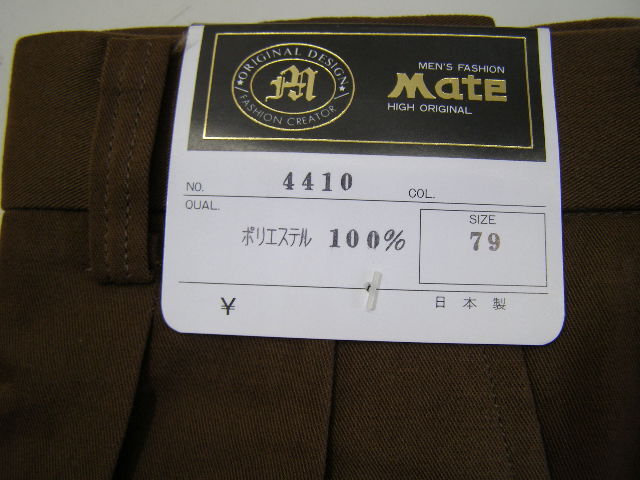 ORIGINAL DESIGN
M
FASHION CREATOR
MEN'S FASHION
Mate
HIGH ORIGINAL
NO. 4410 COL.
QUAL.
ポリエステル 100%
SIZE
79
¥
日本製